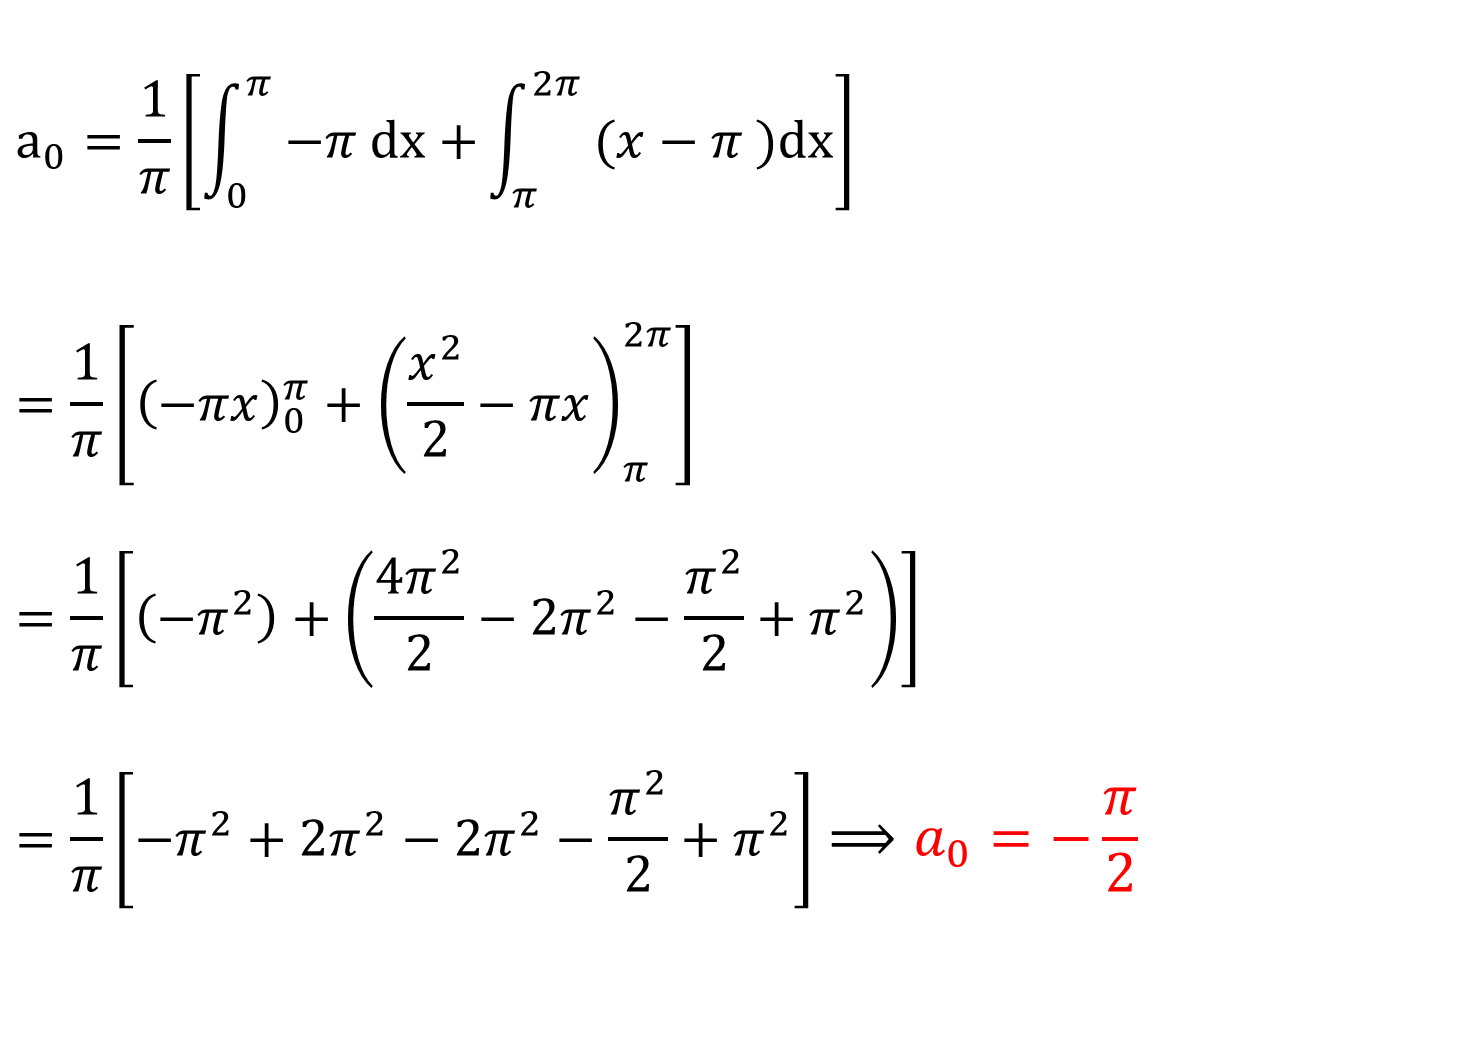 a₀ = 1/π [∫₀^π −π dx + ∫_π^2π (x − π )dx]
= 1/π [(−πx)₀^π + (x²/2 − πx)_π^2π]
= 1/π [(−π²) + (4π²/2 − 2π² − π²/2 + π²)]
= 1/π [−π² + 2π² − 2π² − π²/2 + π²] ⟹ a₀ = − π/2